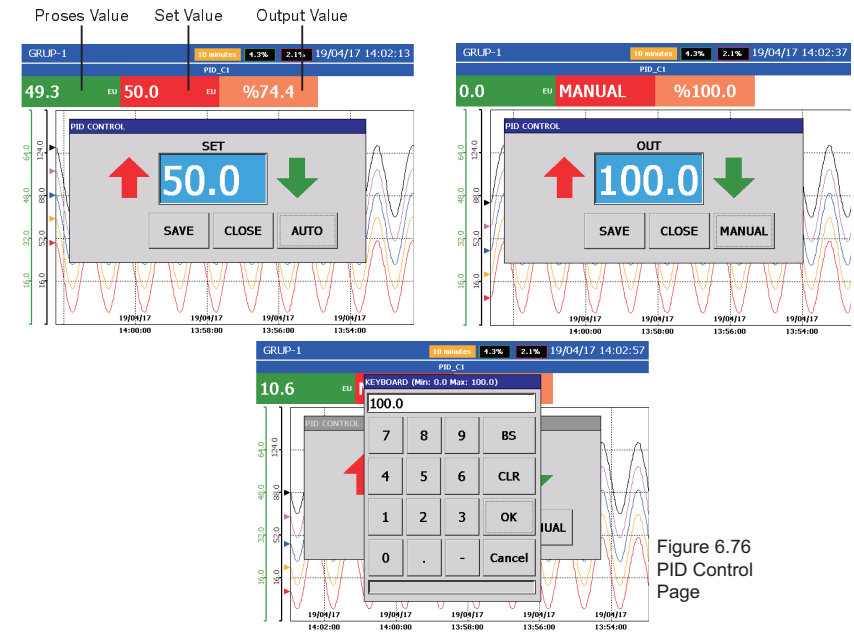 Proses Value Set Value Output Value
GRUP-1 10 minutes 4.3% 2.1% 19/04/17 14:02:13
PID_C1
49.3 EU 50.0 EU %74.4
PID CONTROL
SET
50.0
SAVE CLOSE AUTO
64.0 124.0
48.0 88.0
32.0 52.0
16.0 16.0
19/04/17 19/04/17 19/04/17 19/04/17
14:00:00 13:58:00 13:56:00 13:54:00
GRUP-1 10 minutes 4.3% 2.1% 19/04/17 14:02:37
PID_C1
0.0 EU MANUAL %100.0
PID CONTROL
OUT
100.0
SAVE CLOSE MANUAL
64.0 124.0
48.0 88.0
32.0 52.0
16.0 16.0
19/04/17 19/04/17 19/04/17 19/04/17
14:00:00 13:58:00 13:56:00 13:54:00
GRUP-1 10 minutes 4.3% 2.1% 19/04/17 14:02:57
PID_C1
10.6 EU
KEYBOARD (Min: 0.0 Max: 100.0)
100.0
PID CONTROL
7 8 9 BS
4 5 6 CLR
1 2 3 OK
UAL
0 . - Cancel
64.0 124.0
48.0 88.0
32.0 52.0
16.0 16.0
19/04/17 19/04/17 19/04/17 19/04/17 19/04/17
14:02:00 14:00:00 13:58:00 13:56:00 13:54:00
Figure 6.76
PID Control
Page